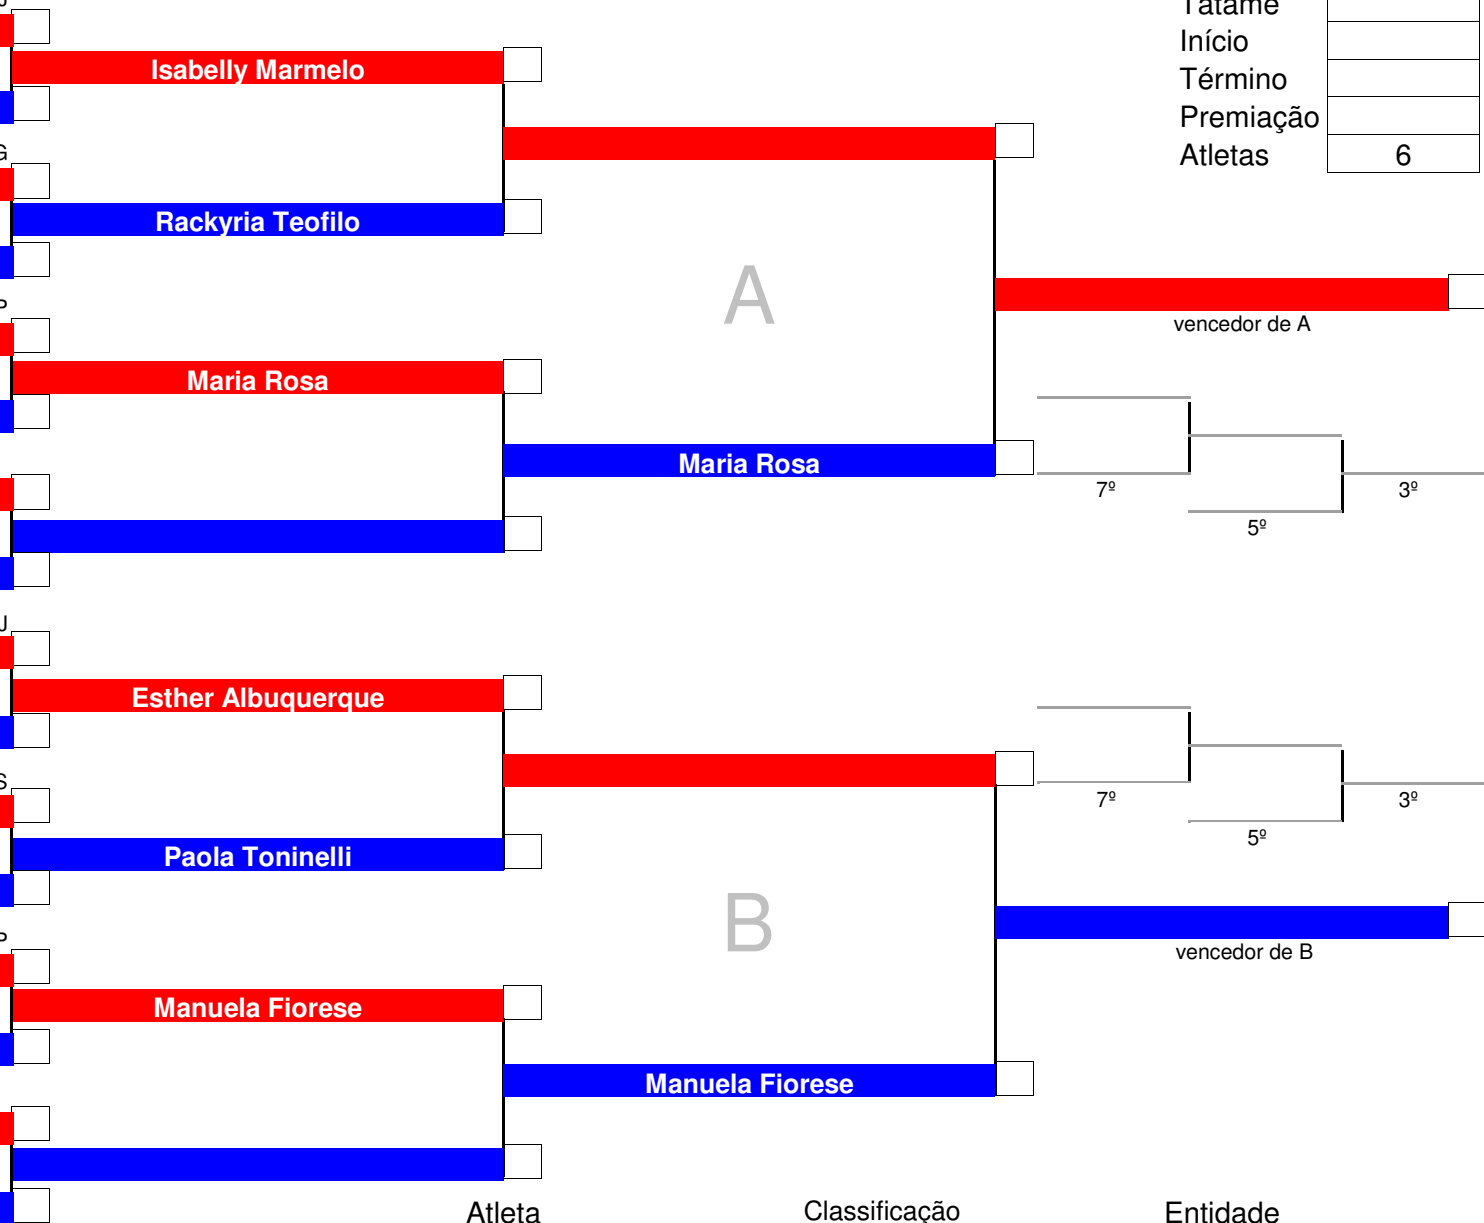 Tatame
Início
Isabelly Marmelo
Término
Premiação
G
Atletas 6
Rackyria Teofilo
A
P
vencedor de A
Maria Rosa
Maria Rosa
7º 3º
5º
J
Esther Albuquerque
S
7º 3º
5º
Paola Toninelli
B
P
vencedor de B
Manuela Fiorese
Manuela Fiorese
Atleta Classificação Entidade